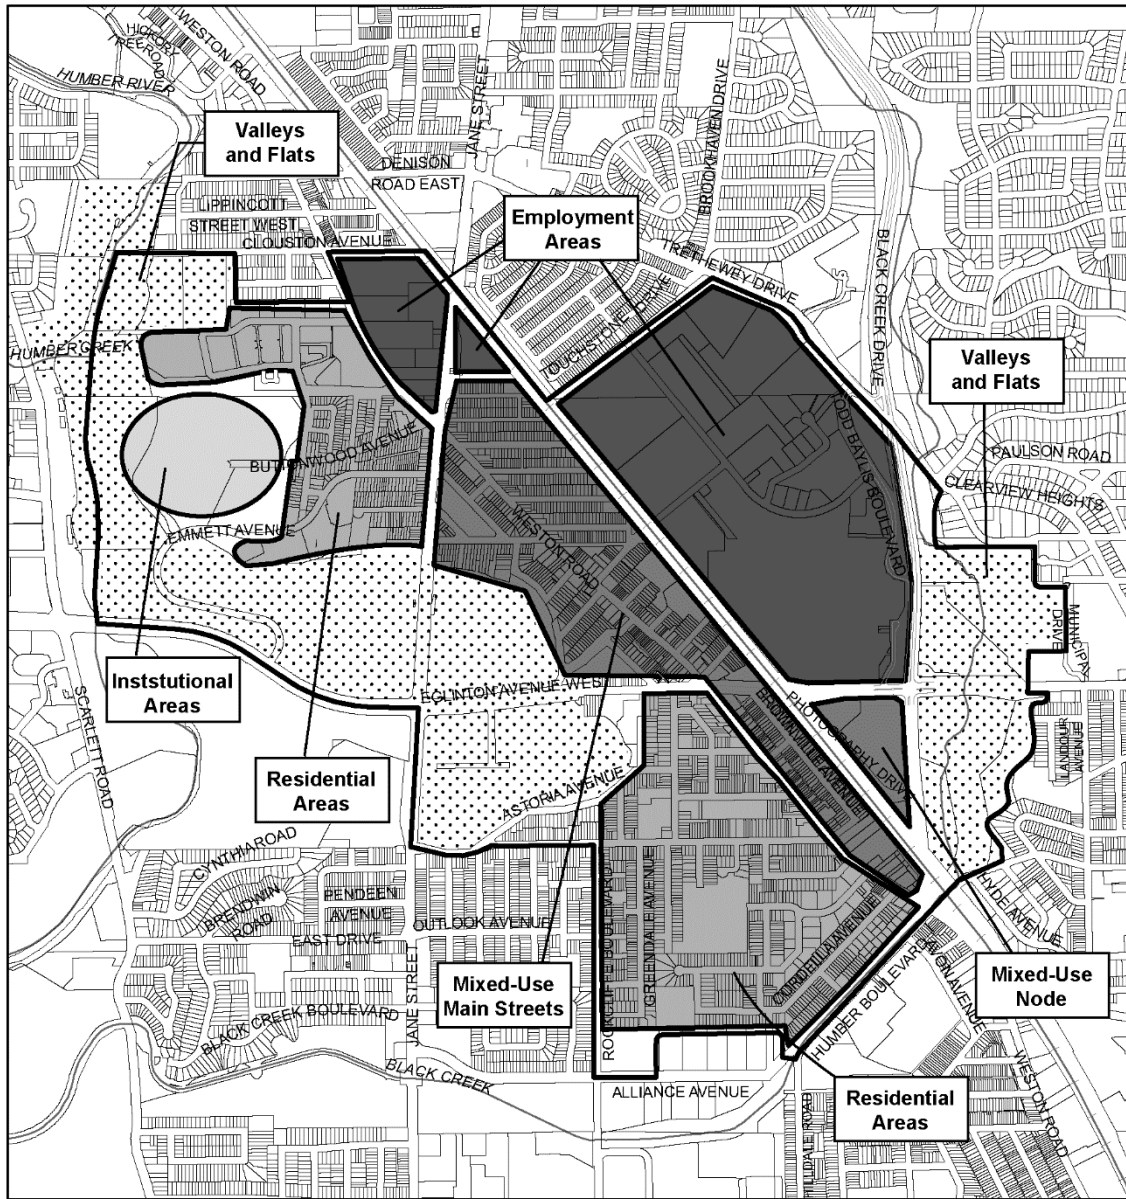 HICKORY
TREE ROAD
WESTON ROAD
HUMBER RIVER
JANE STREET
Valleys
and Flats
DENISON
ROAD EAST
BROOKHAVEN DRIVE
LIPPINCOTT
STREET WEST
CLOUSTON AVENUE
Employment
Areas
TRETHEWEY DRIVE
BLACK CREEK DRIVE
TOUCHSTONE DRIVE
HUMBER CREEK
Valleys
and Flats
TODD BAYLIS BOULEVARD
BUTTONWOOD AVENUE
PAULSON ROAD
CLEARVIEW HEIGHTS
WESTON ROAD
EMMETT AVENUE
MUNICIPAL
DRIVE
Inststutional
Areas
EGLINTON AVENUE WEST
SCARLETT ROAD
PHOTOGRAPHY DRIVE
BROWNVILLE AVENUE
LANDOUR
AVENUE
Residential
Areas
ASTORIA AVENUE
CYNTHIA ROAD
BRENDWIN
ROAD
PENDEEN
AVENUE
OUTLOOK AVENUE
EAST DRIVE
ROCKCLIFFE BOULEVARD
GREENDALE AVENUE
CORDELLA AVENUE
HYDE AVENUE
Mixed-Use
Main Streets
Mixed-Use
Node
HUMBER BOULEVARD
AVON AVENUE
BLACK CREEK BOULEVARD
JANE STREET
BLACK CREEK
ALLIANCE AVENUE
Residential
Areas
WESTON ROAD
HILLDALE ROAD